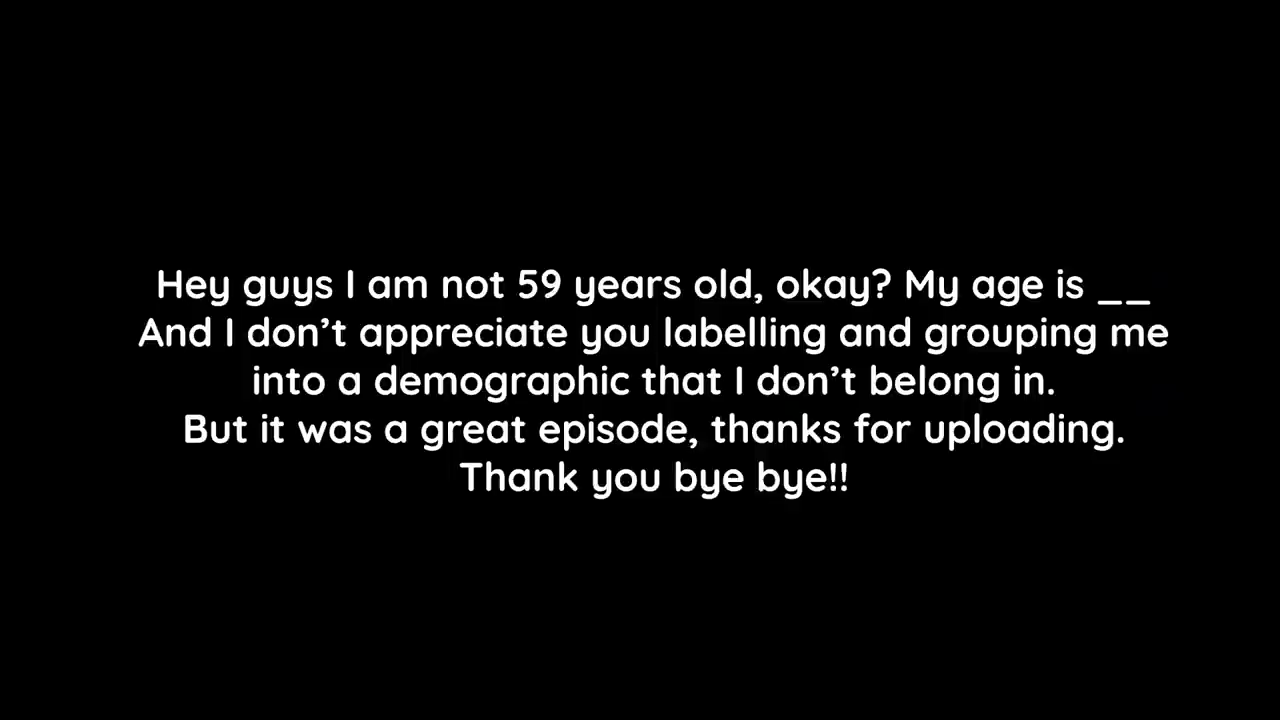 Hey guys I am not 59 years old, okay? My age is __
And I don’t appreciate you labelling and grouping me
into a demographic that I don’t belong in.
But it was a great episode, thanks for uploading.
Thank you bye bye!!